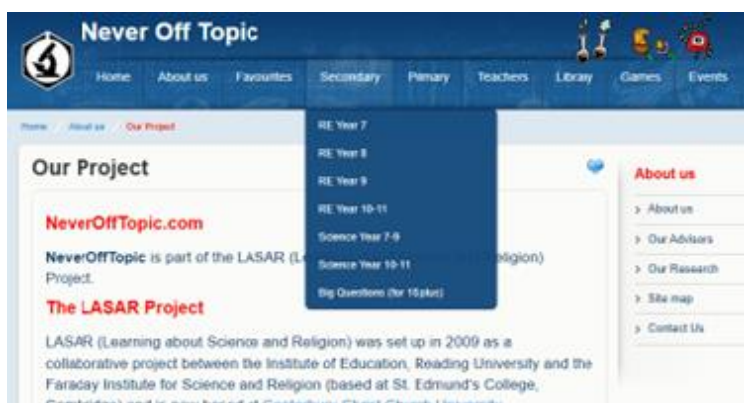 Never Off Topic
Home About us Favourites Secondary Primary Teachers Library Games Events
Home About us Our Project
RE Year 7
RE Year 8
RE Year 9
RE Year 10-11
Science Year 7-9
Science Year 10-11
Big Questions (for 16plus)
Our Project
NeverOffTopic.com
NeverOffTopic is part of the LASAR (L eligion)
Project.
The LASAR Project
LASAR (Learning about Science and Religion) was set up in 2009 as a
collaborative project between the Institute of Education, Reading University and the
Faraday Institute for Science and Religion (based at St. Edmund's College,
About us
> About us
> Our Advisors
> Our Research
> Site map
> Contact Us